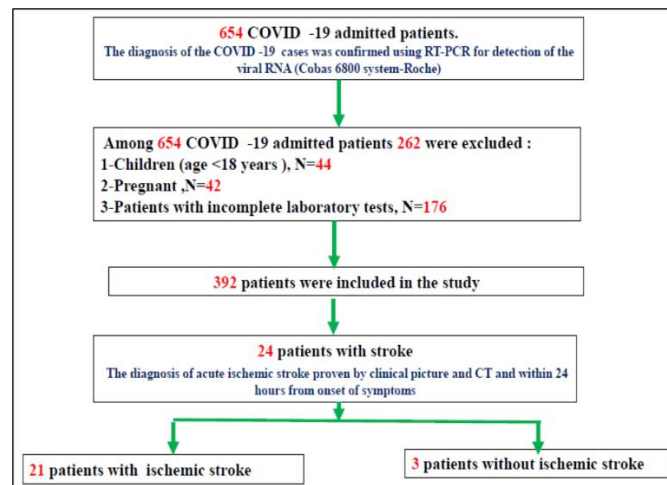 654 COVID -19 admitted patients.
The diagnosis of the COVID -19 cases was confirmed using RT-PCR for detection of the
viral RNA (Cobas 6800 system-Roche)
Among 654 COVID -19 admitted patients 262 were excluded :
1-Children (age <18 years ), N=44
2-Pregnant ,N=42
3-Patients with incomplete laboratory tests, N=176
392 patients were included in the study
24 patients with stroke
The diagnosis of acute ischemic stroke proven by clinical picture and CT and within 24
hours from onset of symptoms
21 patients with ischemic stroke
3 patients without ischemic stroke